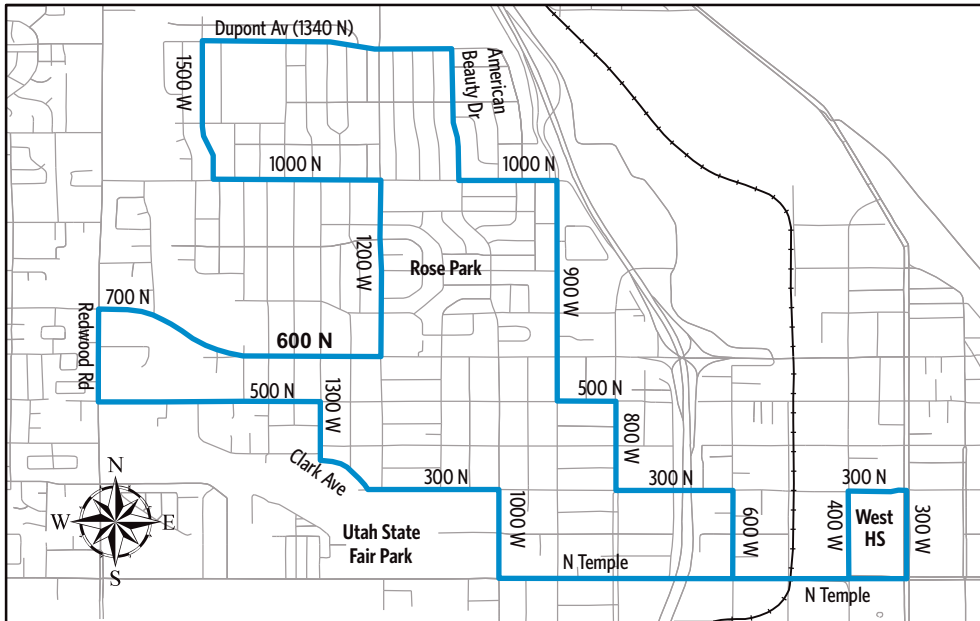 Dupont Av (1340 N)
1500 W
American
Beauty Dr
1000 N
1000 N
1200 W
Rose Park
900 W
700 N
Redwood Rd
600 N
500 N
1300 W
500 N
800 W
Clark Ave
300 N
300 N
300 N
1000 W
600 W
400 W
West
HS
300 W
Utah State
Fair Park
N Temple
N Temple
N
W
E
S